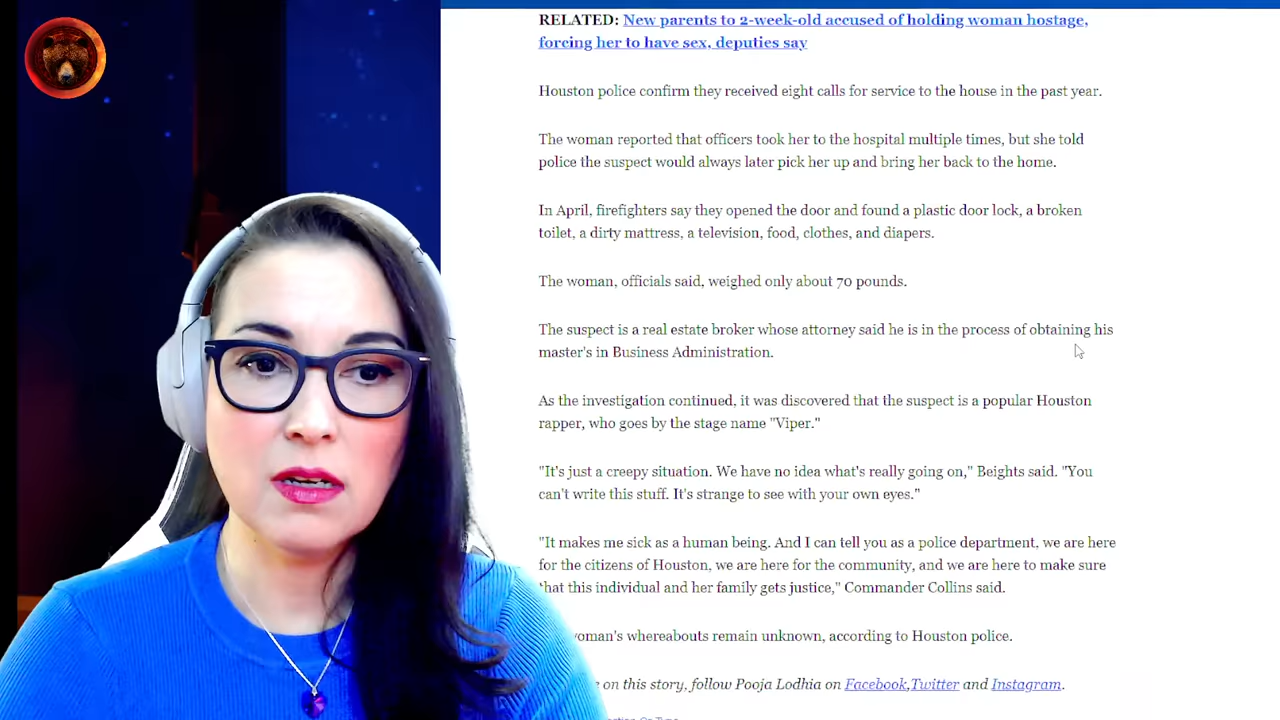 RELATED: New parents to 2-week-old accused of holding woman hostage,
forcing her to have sex, deputies say
Houston police confirm they received eight calls for service to the house in the past year.
The woman reported that officers took her to the hospital multiple times, but she told
police the suspect would always later pick her up and bring her back to the home.
In April, firefighters say they opened the door and found a plastic door lock, a broken
toilet, a dirty mattress, a television, food, clothes, and diapers.
The woman, officials said, weighed only about 70 pounds.
The suspect is a real estate broker whose attorney said he is in the process of obtaining his
master's in Business Administration.
As the investigation continued, it was discovered that the suspect is a popular Houston
rapper, who goes by the stage name "Viper."
"It's just a creepy situation. We have no idea what's really going on," Beights said. "You
can't write this stuff. It's strange to see with your own eyes."
"It makes me sick as a human being. And I can tell you as a police department, we are here
for the citizens of Houston, we are here for the community, and we are here to make sure
that this individual and her family gets justice," Commander Collins said.
woman's whereabouts remain unknown, according to Houston police.
on this story, follow Pooja Lodhia on Facebook,Twitter and Instagram.